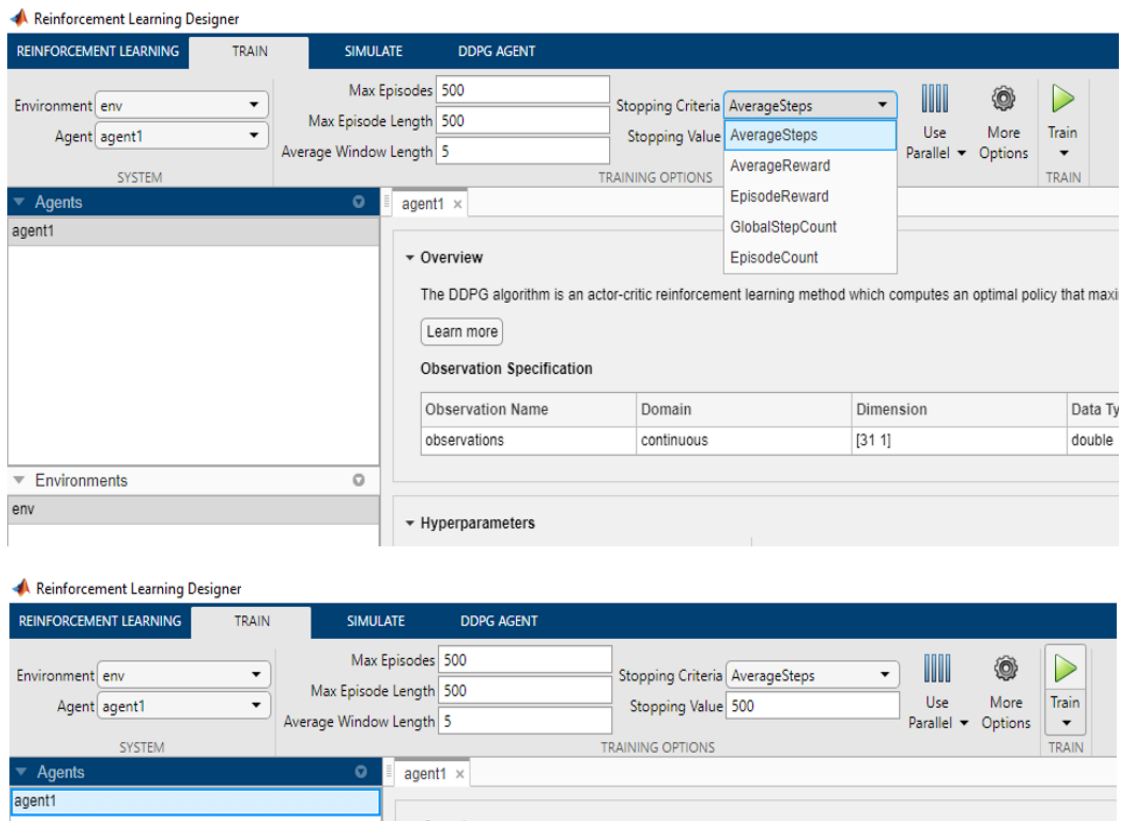 Reinforcement Learning Designer
REINFORCEMENT LEARNING TRAIN SIMULATE DDPG AGENT
Max Episodes 500
Environment env Stopping Criteria AverageSteps
Max Episode Length 500
Agent agent1 Stopping Value AverageSteps Use More Train
Average Window Length 5 Parallel Options
AverageReward
SYSTEM TRAINING OPTIONS TRAIN
Agents agent1 × EpisodeReward
agent1 GlobalStepCount
Overview EpisodeCount
The DDPG algorithm is an actor-critic reinforcement learning method which computes an optimal policy that maxi
Learn more
Observation Specification
Observation Name Domain Dimension Data Ty
observations continuous [31 1] double
Environments
env
Hyperparameters
Reinforcement Learning Designer
REINFORCEMENT LEARNING TRAIN SIMULATE DDPG AGENT
Max Episodes 500
Environment env Stopping Criteria AverageSteps
Max Episode Length 500
Agent agent1 Stopping Value 500 Use More Train
Average Window Length 5 Parallel Options
SYSTEM TRAINING OPTIONS TRAIN
Agents agent1 ×
agent1